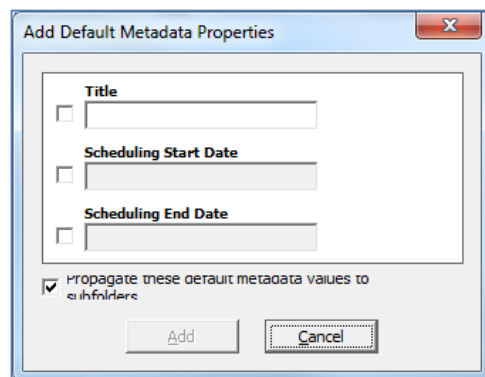 Add Default Metadata Properties
Title
Scheduling Start Date
Scheduling End Date
Propagate these default metadata values to
subfolders
Add
Cancel